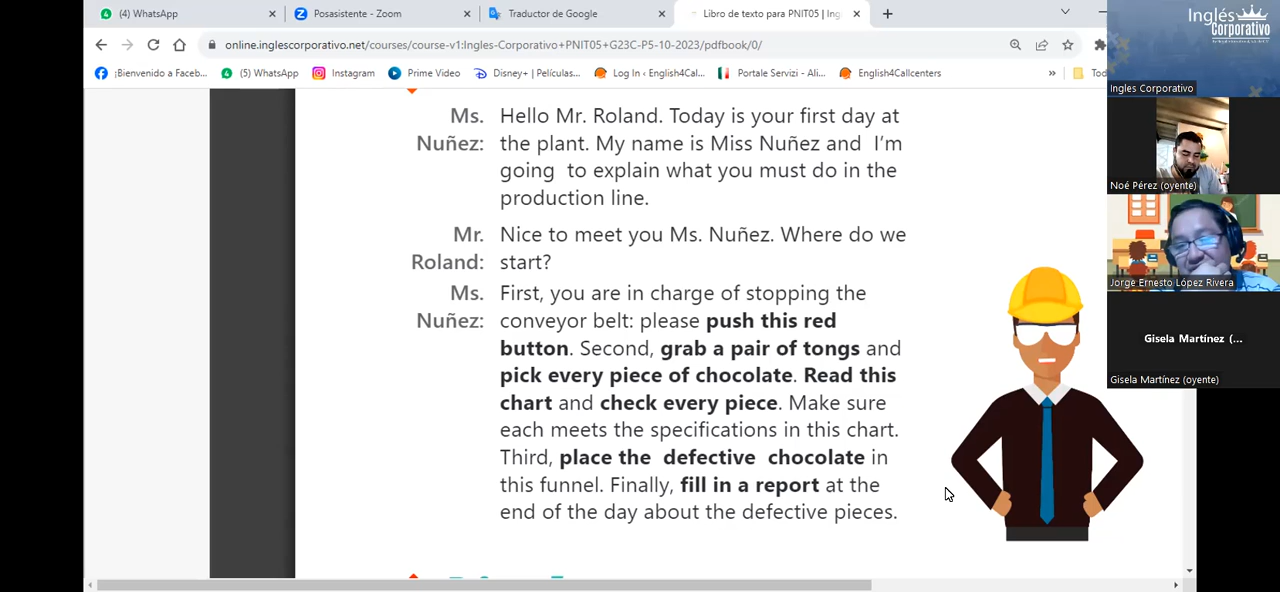 (4) WhatsApp
Posasistente - Zoom
Traductor de Google
Libro de texto para PNIT05 | Ing
online.inglescorporativo.net/courses/course-v1:Ingles-Corporativo+PNIT05+G23C-P5-10-2023/pdfbook/0/
¡Bienvenido a Faceb...
(5) WhatsApp
Instagram
Prime Video
Disney+ | Películas,...
Log In ‹ English4Cal...
Portale Servizi - Ali...
English4Callcenters
»
Tod
Ms. Hello Mr. Roland. Today is your first day at
Nuñez: the plant. My name is Miss Nuñez and I'm
going to explain what you must do in the
production line.
Mr. Nice to meet you Ms. Nuñez. Where do we
Roland: start?
Ms. First, you are in charge of stopping the
Nuñez: conveyor belt: please push this red
button. Second, grab a pair of tongs and
pick every piece of chocolate. Read this
chart and check every piece. Make sure
each meets the specifications in this chart.
Third, place the defective chocolate in
this funnel. Finally, fill in a report at the
end of the day about the defective pieces.
Inglés
Corporativo
Ingles Corporativo
Noé Pérez (oyente)
Jorge Ernesto López Rivera
Gisela Martínez (...
Gisela Martínez (oyente)